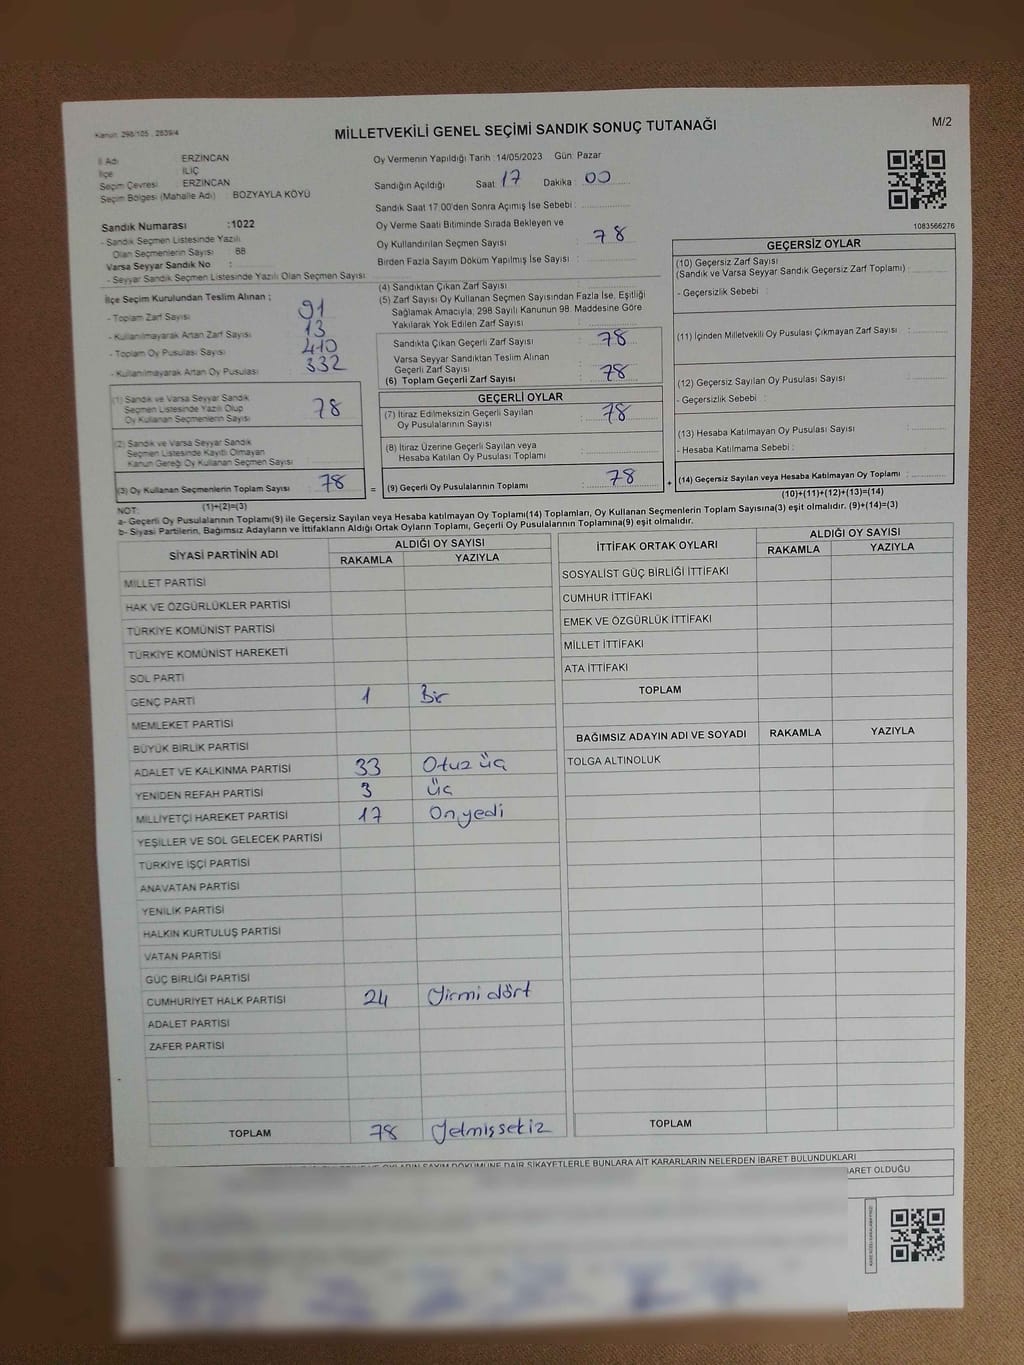 Kanun: 298/105 , 2839/4
MİLLETVEKİLİ GENEL SEÇİMİ SANDIK SONUÇ TUTANAĞI
M/2
İl Adı ERZİNCAN
İlçe İLİÇ
Seçim Çevresi ERZİNCAN
Seçim Bölgesi (Mahalle Adı) BOZYAYLA KÖYÜ
Sandık Numarası :1022
- Sandık Seçmen Listesinde Yazılı
Olan Seçmenlerin Sayısı 88
Varsa Seyyar Sandık No :
- Seyyar Sandık Seçmen Listesinde Yazılı Olan Seçmen Sayısı
Oy Vermenin Yapıldığı Tarih :14/05/2023 Gün: Pazar
Sandığın Açıldığı Saat: 17 Dakika: 00
Sandık Saat 17.00'den Sonra Açımış İse Sebebi :
Oy Verme Saati Bitiminde Sırada Bekleyen ve
Oy Kullandırılan Seçmen Sayısı : 78
Birden Fazla Sayım Döküm Yapılmış İse Sayısı :
1083566276
İlçe Seçim Kurulundan Teslim Alınan ;
- Toplam Zarf Sayısı : 91
- Kullanılmayarak Artan Zarf Sayısı : 13
- Toplam Oy Pusulası Sayısı : 410
- Kullanılmayarak Artan Oy Pusulası : 332
(4) Sandıktan Çıkan Zarf Sayısı :
(5) Zarf Sayısı Oy Kullanan Seçmen Sayısından Fazla İse, Eşitliği
Sağlamak Amacıyla; 298 Sayılı Kanunun 98. Maddesine Göre
Yakılarak Yok Edilen Zarf Sayısı :
Sandıkta Çıkan Geçerli Zarf Sayısı : 78
Varsa Seyyar Sandıktan Teslim Alınan
Geçerli Zarf Sayısı :
(6) Toplam Geçerli Zarf Sayısı : 78
GEÇERSİZ OYLAR
(10) Geçersiz Zarf Sayısı
(Sandık ve Varsa Seyyar Sandık Geçersiz Zarf Toplamı) :
- Geçersizlik Sebebi :
(11) İçinden Milletvekili Oy Pusulası Çıkmayan Zarf Sayısı :
(12) Geçersiz Sayılan Oy Pusulası Sayısı :
- Geçersizlik Sebebi :
(13) Hesaba Katılmayan Oy Pusulası Sayısı :
- Hesaba Katılmama Sebebi :
(14) Geçersiz Sayılan veya Hesaba Katılmayan Oy Toplamı :
(10)+(11)+(12)+(13)=(14)
(1) Sandık ve Varsa Seyyar Sandık
Seçmen Listesinde Yazılı Olup
Oy Kullanan Seçmenlerin Sayısı : 78
(2) Sandık ve Varsa Seyyar Sandık
Seçmen Listesinde Kayıtlı Olmayan
Kanun Gereği Oy Kullanan Seçmen Sayısı :
(3) Oy Kullanan Seçmenlerin Toplam Sayısı : 78
(1)+(2)=(3)
=
GEÇERLİ OYLAR
(7) İtiraz Edilmeksizin Geçerli Sayılan
Oy Pusulalarının Sayısı : 78
(8) İtiraz Üzerine Geçerli Sayılan veya
Hesaba Katılan Oy Pusulası Toplamı :
(9) Geçerli Oy Pusulalarının Toplamı : 78
+
NOT:
a- Geçerli Oy Pusulalarının Toplamı(9) ile Geçersiz Sayılan veya Hesaba Katılmayan Oy Toplamı(14) Toplamları, Oy Kullanan Seçmenlerin Toplam Sayısına(3) eşit olmalıdır. (9)+(14)=(3)
b- Siyasi Partilerin, Bağımsız Adayların ve İttifakların Aldığı Ortak Oyların Toplamı, Geçerli Oy Pusulalarının Toplamına(9) eşit olmalıdır.
SİYASİ PARTİNİN ADI ALDIĞI OY SAYISI
RAKAMLA YAZIYLA
MİLLET PARTİSİ
HAK VE ÖZGÜRLÜKLER PARTİSİ
TÜRKİYE KOMÜNİST PARTİSİ
TÜRKİYE KOMÜNİST HAREKETİ
SOL PARTİ
GENÇ PARTİ 1 Bir
MEMLEKET PARTİSİ
BÜYÜK BİRLİK PARTİSİ
ADALET VE KALKINMA PARTİSİ 33 Otuz üç
YENİDEN REFAH PARTİSİ 3 üç
MİLLİYETÇİ HAREKET PARTİSİ 17 Onyedi
YEŞİLLER VE SOL GELECEK PARTİSİ
TÜRKİYE İŞÇİ PARTİSİ
ANAVATAN PARTİSİ
YENİLİK PARTİSİ
HALKIN KURTULUŞ PARTİSİ
VATAN PARTİSİ
GÜÇ BİRLİĞİ PARTİSİ
CUMHURİYET HALK PARTİSİ 24 Yirmi dört
ADALET PARTİSİ
ZAFER PARTİSİ
TOPLAM 78 Yetmişsekiz
İTTİFAK ORTAK OYLARI ALDIĞI OY SAYISI
RAKAMLA YAZIYLA
SOSYALİST GÜÇ BİRLİĞİ İTTİFAKI
CUMHUR İTTİFAKI
EMEK VE ÖZGÜRLÜK İTTİFAKI
MİLLET İTTİFAKI
ATA İTTİFAKI
TOPLAM
BAĞIMSIZ ADAYIN ADI VE SOYADI RAKAMLA YAZIYLA
TOLGA ALTINOLUK
TOPLAM
SAYIM DÖKÜMÜNE DAİR ŞİKAYETLERLE BUNLARA AİT KARARLARIN NELERDEN İBARET BULUNDUKLARI
İBARET OLDUĞU